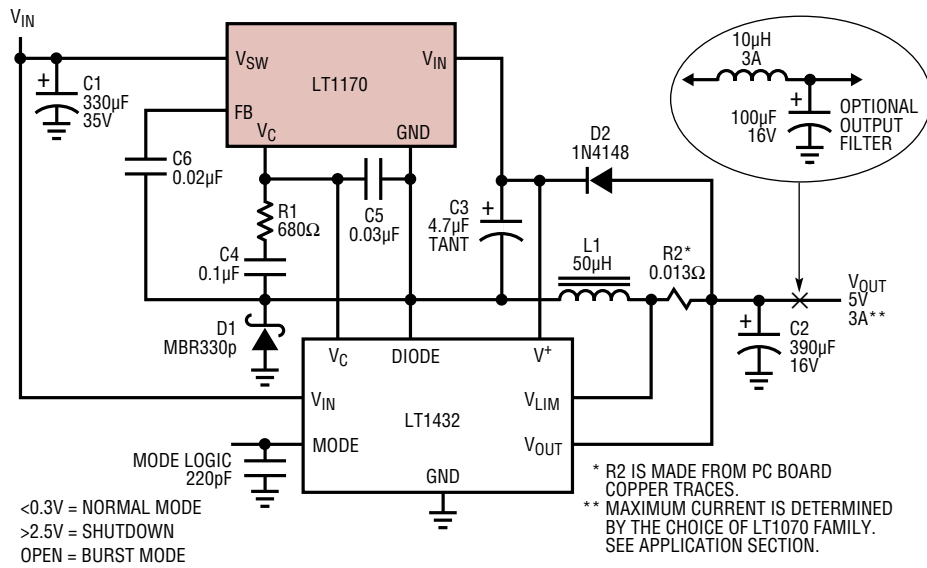 VIN
C1
330µF
35V
VSW
VIN
LT1170
FB
VC
GND
C6
0.02µF
R1
680Ω
C5
0.03µF
C4
0.1µF
C3
4.7µF
TANT
D2
1N4148
L1
50µH
R2*
0.013Ω
10µH
3A
100µF
16V
OPTIONAL
OUTPUT
FILTER
VOUT
5V
3A**
C2
390µF
16V
D1
MBR330p
VC
DIODE
V+
VIN
VLIM
LT1432
MODE
VOUT
GND
MODE LOGIC
220pF
<0.3V = NORMAL MODE
>2.5V = SHUTDOWN
OPEN = BURST MODE
* R2 IS MADE FROM PC BOARD
COPPER TRACES.
** MAXIMUM CURRENT IS DETERMINED
BY THE CHOICE OF LT1070 FAMILY.
SEE APPLICATION SECTION.